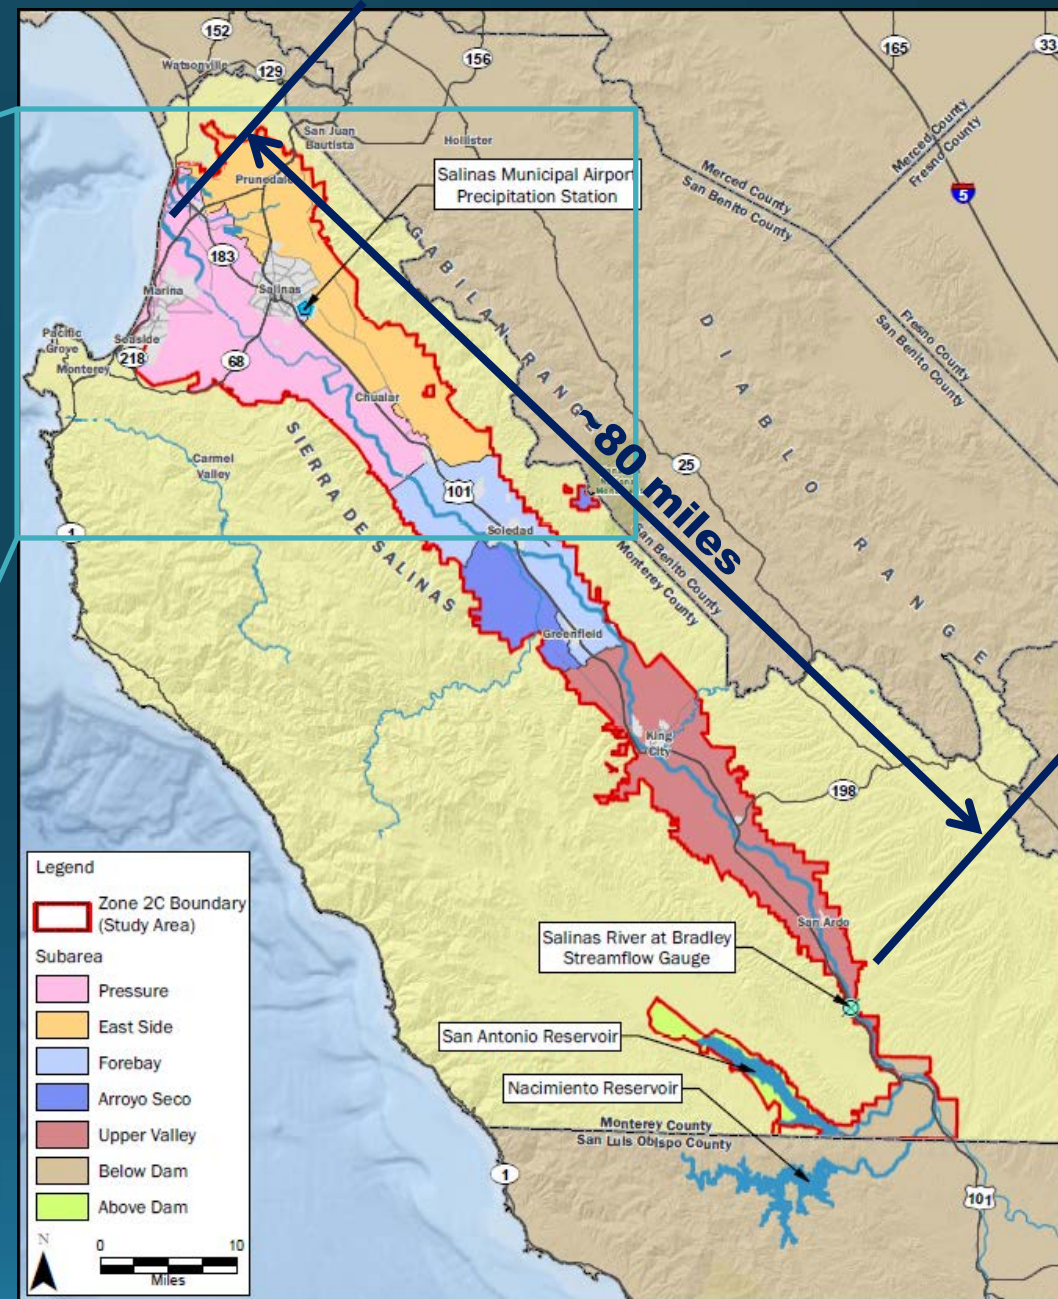 152
165
33
Watsonville
129
156
San Juan
Bautista
Hollister
Merced County
Fresno County
Salinas Municipal Airport
Precipitation Station
Merced County
San Benito County
Prunedale
5
183
GABILAN RANGE
Marina
Salinas
DIABLO RANGE
Fresno County
San Benito County
Pacific
Grove
Seaside
218
68
Monterey
Chualar
~80 miles
SIERRA DE SALINAS
Carmel
Valley
25
101
1
Soledad
San Benito County
Monterey County
Greenfield
King
City
198
Legend
Zone 2C Boundary
(Study Area)
Subarea
Pressure
East Side
Forebay
Arroyo Seco
Upper Valley
Below Dam
Above Dam
N
0 10
Miles
San Ardo
Salinas River at Bradley
Streamflow Gauge
San Antonio Reservoir
Nacimiento Reservoir
Monterey County
San Luis Obispo County
1
101